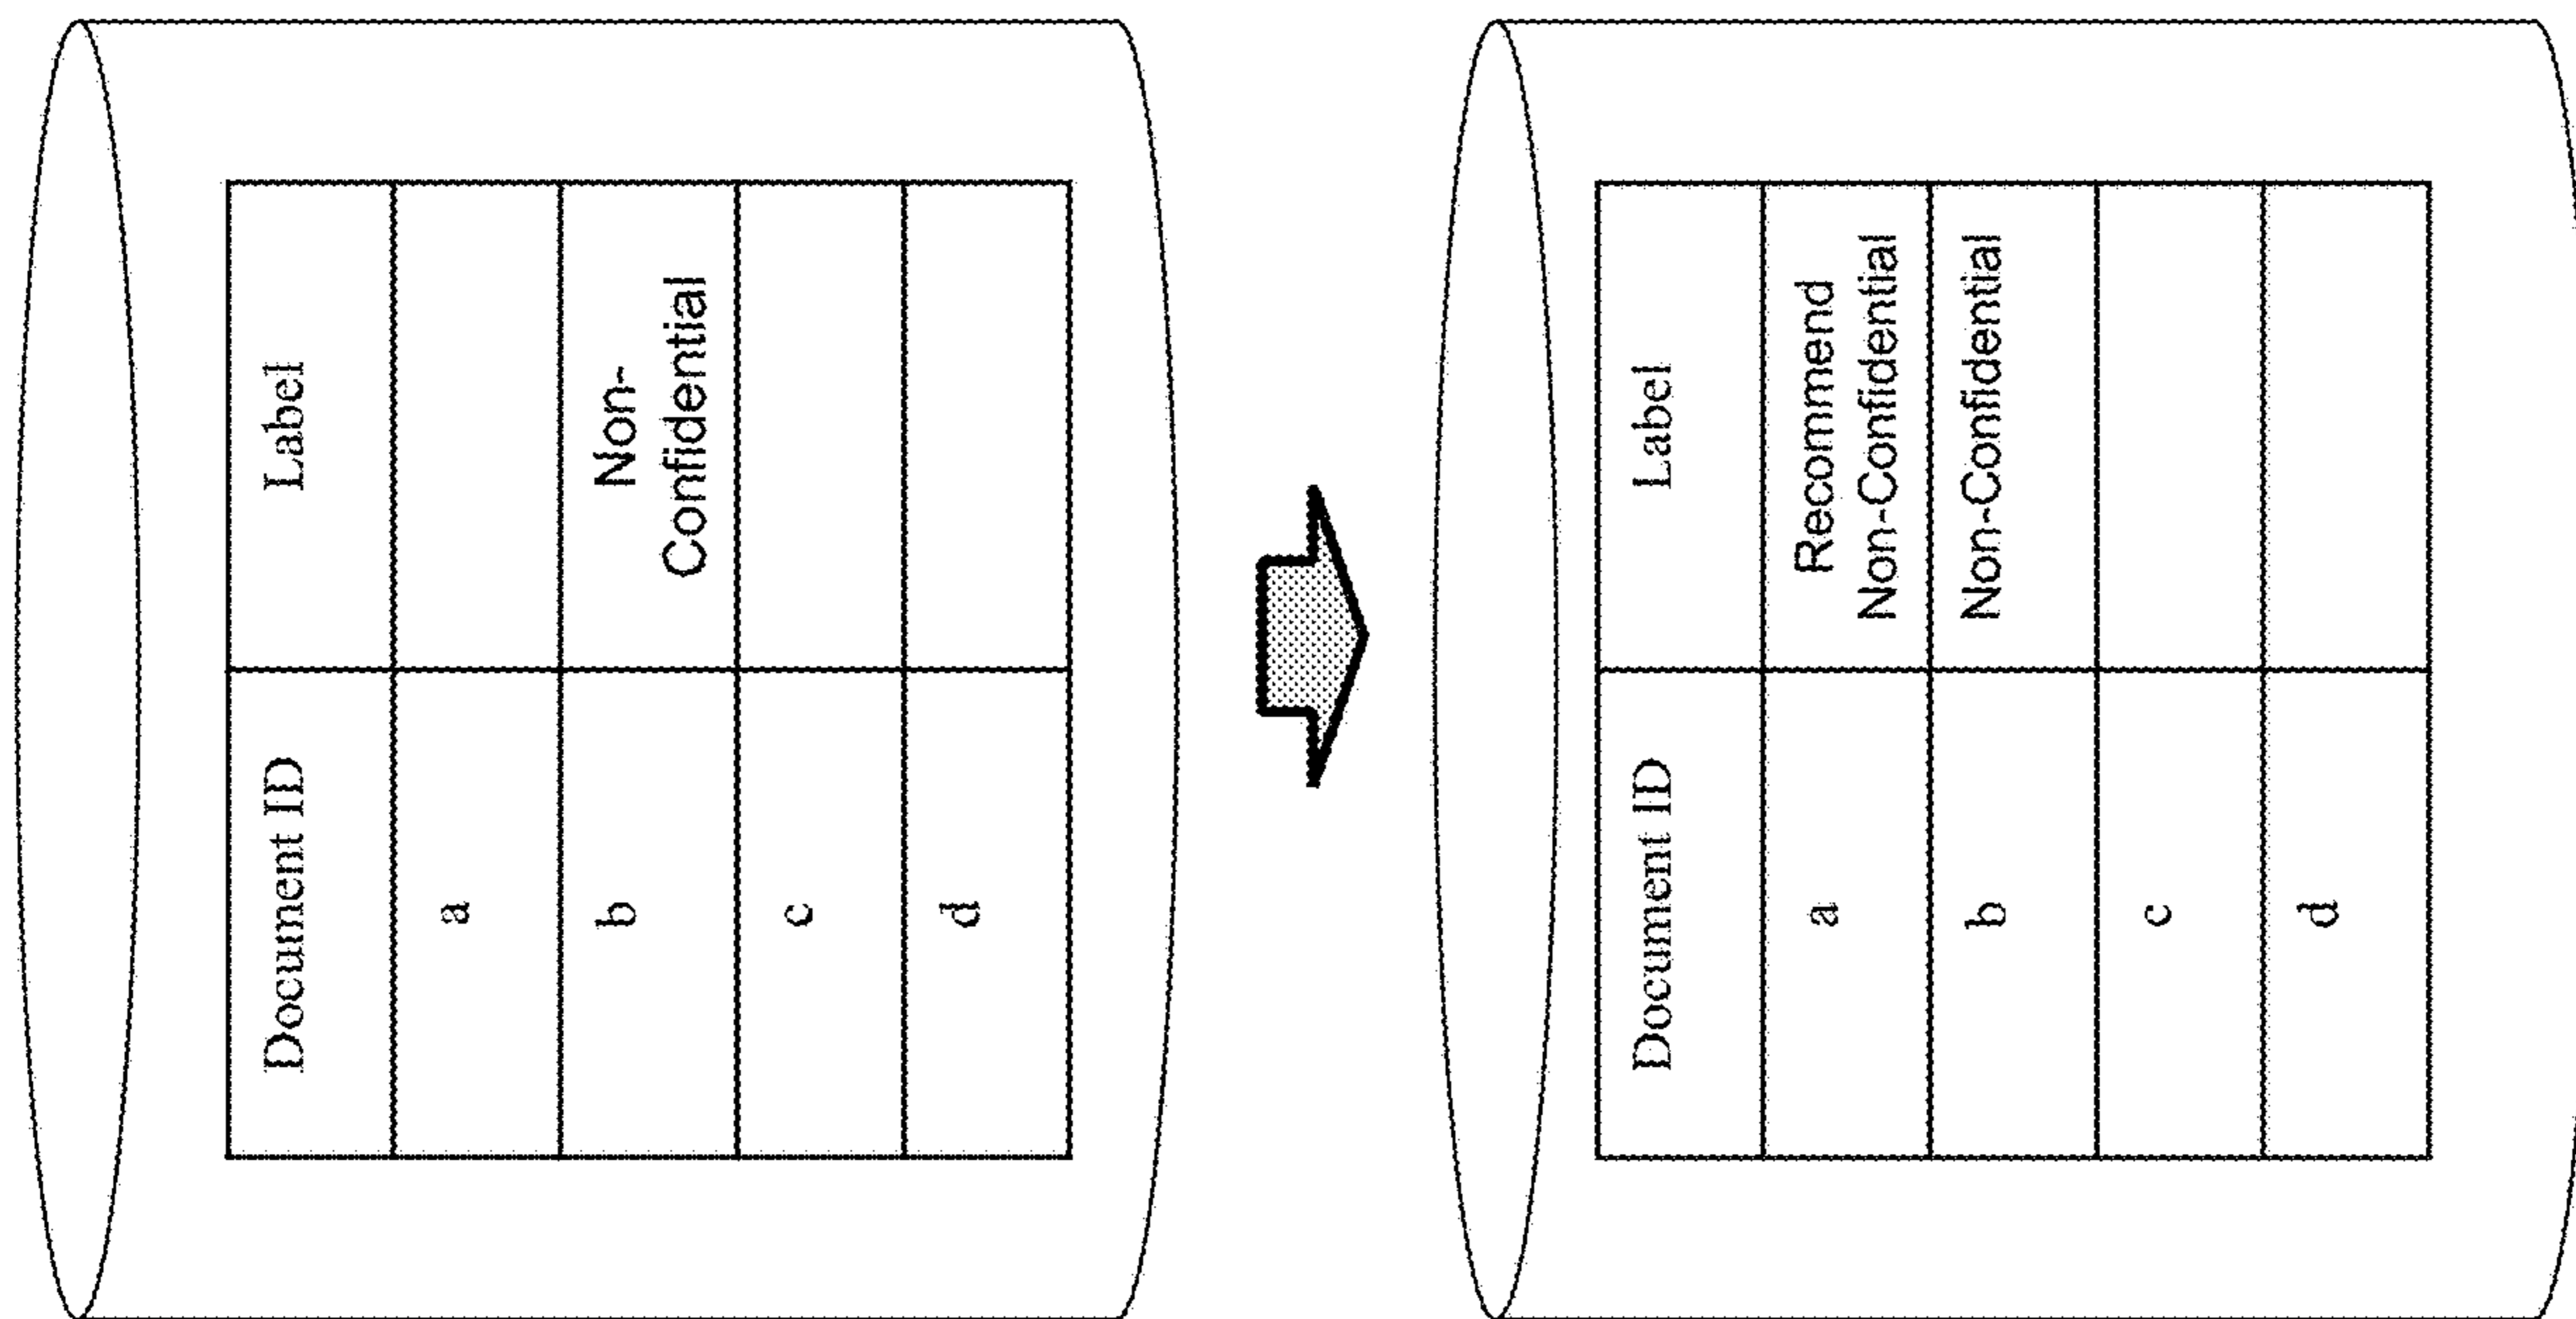 Document ID
Label
a
b
Non-
Confidential
c
d
Document ID
Label
a
Recommend
Non-Confidential
b
Non-Confidential
c
d